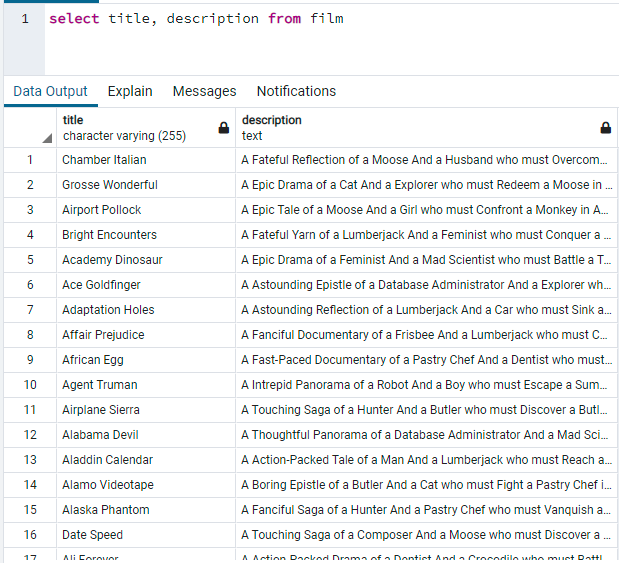 1 select title, description from film
Data Output Explain Messages Notifications
title description
character varying (255) text
1 Chamber Italian A Fateful Reflection of a Moose And a Husband who must Overcom...
2 Grosse Wonderful A Epic Drama of a Cat And a Explorer who must Redeem a Moose in ...
3 Airport Pollock A Epic Tale of a Moose And a Girl who must Confront a Monkey in A...
4 Bright Encounters A Fateful Yarn of a Lumberjack And a Feminist who must Conquer a ...
5 Academy Dinosaur A Epic Drama of a Feminist And a Mad Scientist who must Battle a T...
6 Ace Goldfinger A Astounding Epistle of a Database Administrator And a Explorer wh...
7 Adaptation Holes A Astounding Reflection of a Lumberjack And a Car who must Sink a...
8 Affair Prejudice A Fanciful Documentary of a Frisbee And a Lumberjack who must C...
9 African Egg A Fast-Paced Documentary of a Pastry Chef And a Dentist who must...
10 Agent Truman A Intrepid Panorama of a Robot And a Boy who must Escape a Sum...
11 Airplane Sierra A Touching Saga of a Hunter And a Butler who must Discover a Butl...
12 Alabama Devil A Thoughtful Panorama of a Database Administrator And a Mad Sci...
13 Aladdin Calendar A Action-Packed Tale of a Man And a Lumberjack who must Reach a...
14 Alamo Videotape A Boring Epistle of a Butler And a Cat who must Fight a Pastry Chef i...
15 Alaska Phantom A Fanciful Saga of a Hunter And a Pastry Chef who must Vanquish a...
16 Date Speed A Touching Saga of a Composer And a Moose who must Discover a ...
17 Ali Forever A Action-Packed Drama of a Dentist And a Crocodile who must Battl...